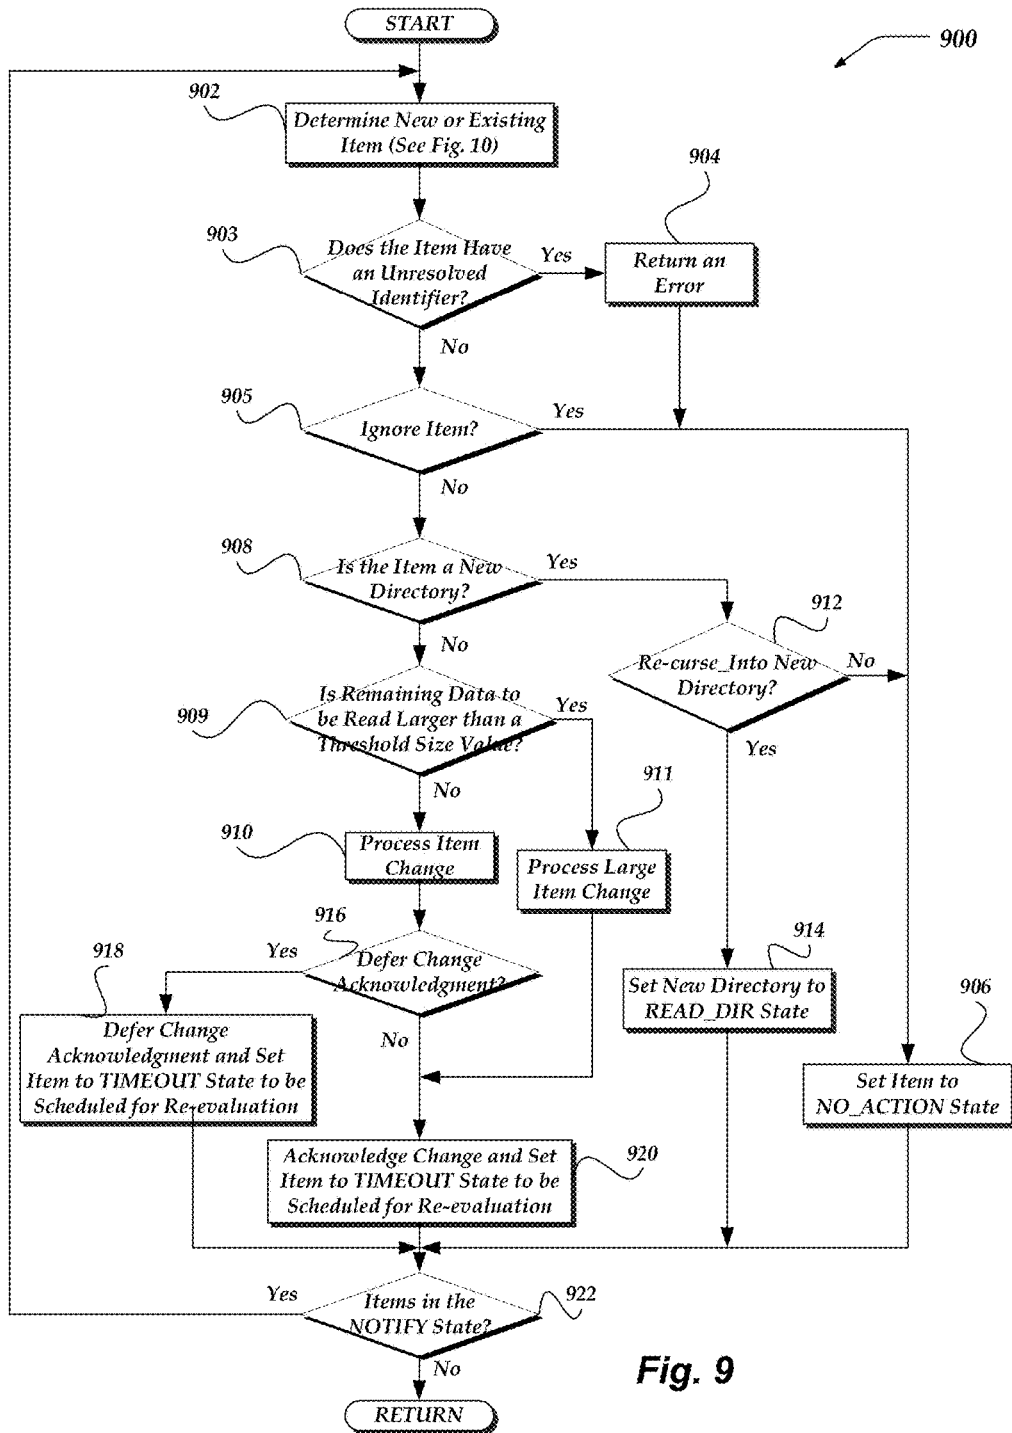 START
900
902
Determine New or Existing
Item (See Fig. 10)
904
903
Does the Item Have
an Unresolved
Identifier?
Yes
Return an
Error
No
905
Ignore Item?
Yes
No
908
Is the Item a New
Directory?
Yes
912
No
Re-curse_Into New
Directory?
No
909
Is Remaining Data to
be Read Larger than a
Threshold Size Value?
Yes
Yes
No
911
910
Process Item
Change
Process Large
Item Change
916
Yes
Defer Change
Acknowledgment?
914
918
Set New Directory to
READ_DIR State
906
No
Defer Change
Acknowledgment and Set
Item to TIMEOUT State to be
Scheduled for Re-evaluation
Set Item to
NO_ACTION State
Acknowledge Change and Set
Item to TIMEOUT State to be
Scheduled for Re-evaluation
920
Yes
Items in the
NOTIFY State?
922
No
Fig. 9
RETURN